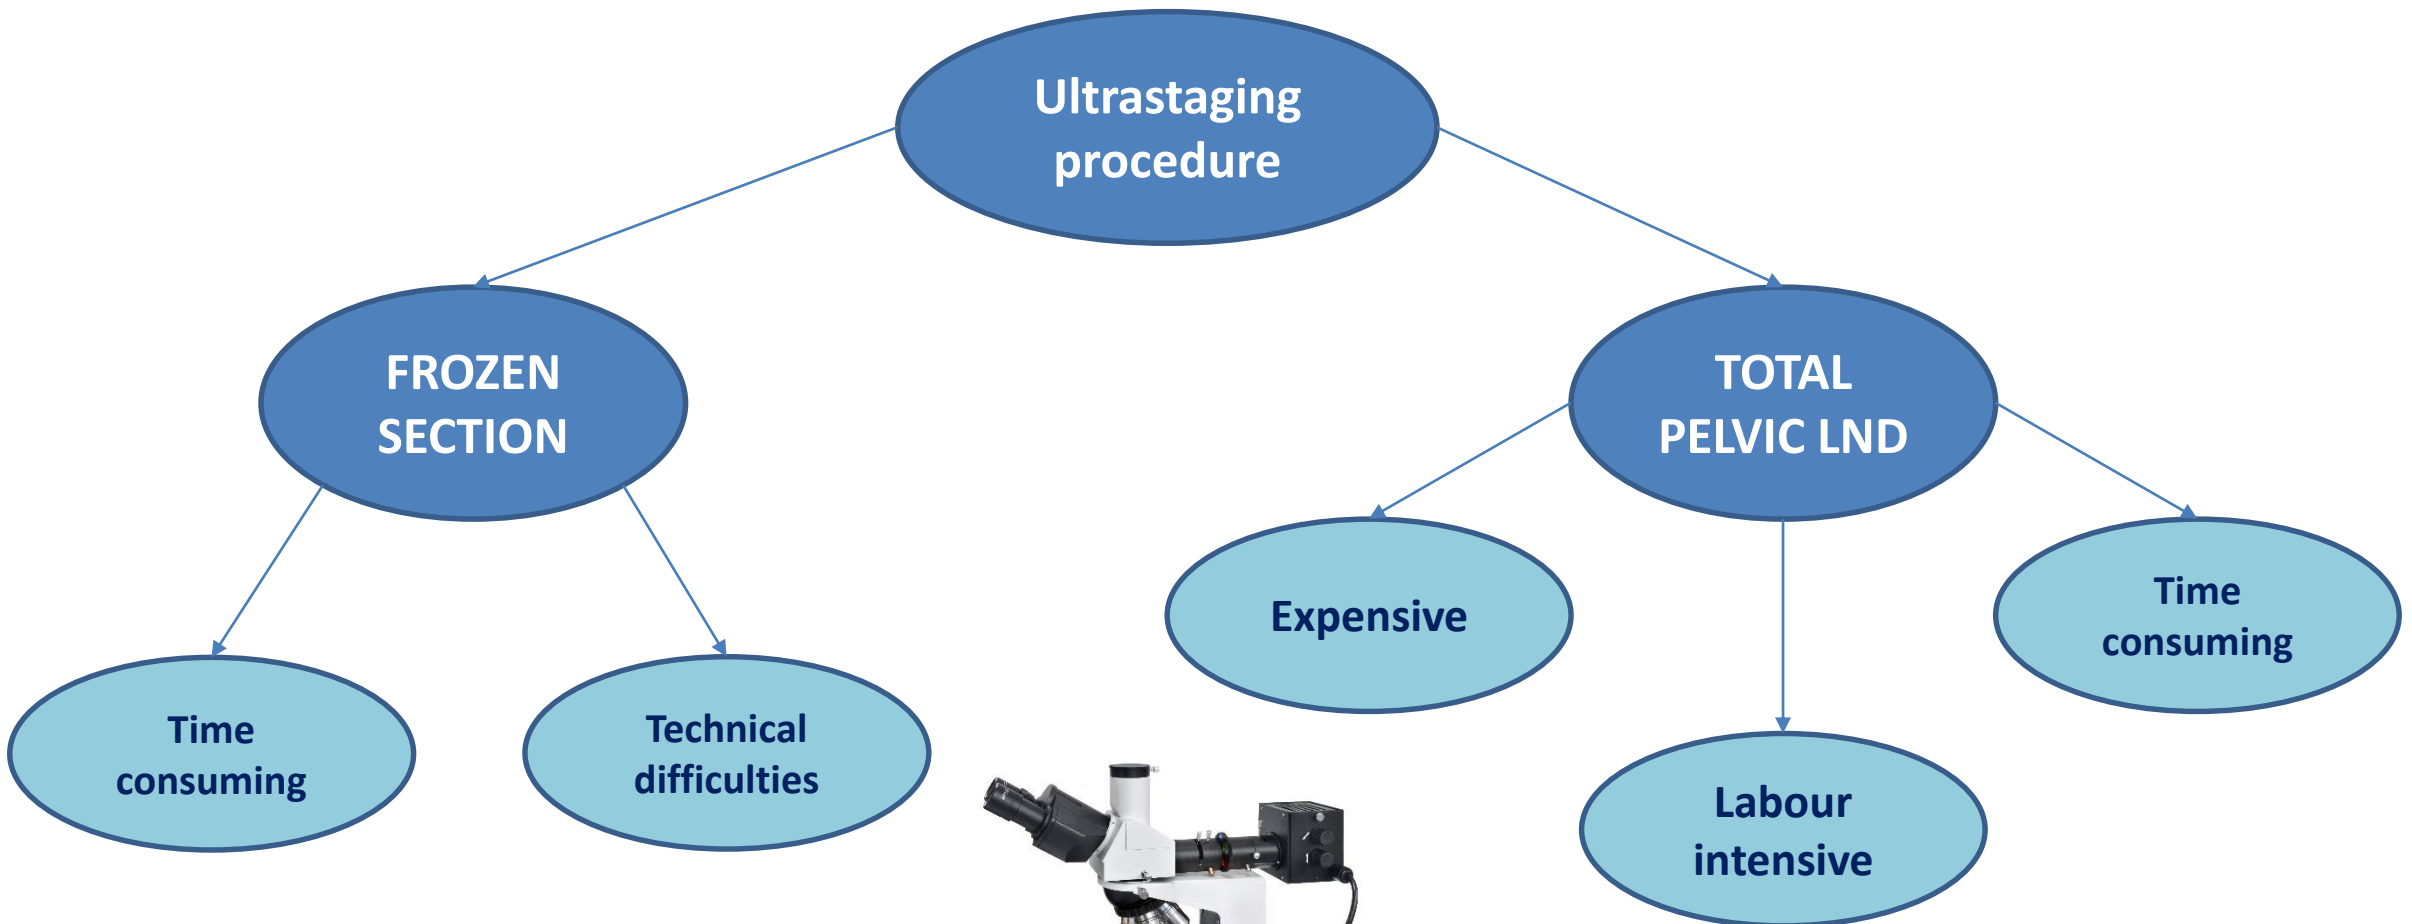 Ultrastaging
procedure
FROZEN
SECTION
TOTAL
PELVIC LND
Expensive
Time
consuming
Time
consuming
Technical
difficulties
Labour
intensive